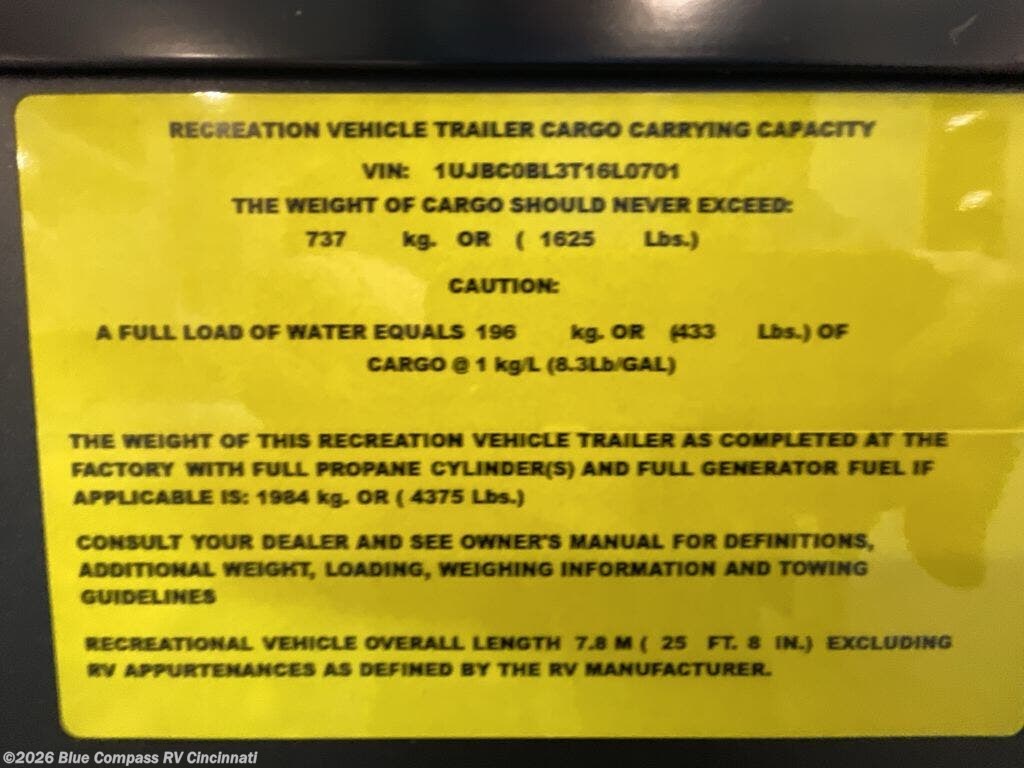 RECREATION VEHICLE TRAILER CARGO CARRYING CAPACITY
VIN: 1UJBC0BL3T16L0701
THE WEIGHT OF CARGO SHOULD NEVER EXCEED:
737 kg. OR ( 1625 Lbs.)
CAUTION:
A FULL LOAD OF WATER EQUALS 196 kg. OR (433 Lbs.) OF
CARGO @ 1 kg/L (8.3Lb/GAL)
THE WEIGHT OF THIS RECREATION VEHICLE TRAILER AS COMPLETED AT THE
FACTORY WITH FULL PROPANE CYLINDER(S) AND FULL GENERATOR FUEL IF
APPLICABLE IS: 1984 kg. OR ( 4375 Lbs.)
CONSULT YOUR DEALER AND SEE OWNER'S MANUAL FOR DEFINITIONS,
ADDITIONAL WEIGHT, LOADING, WEIGHING INFORMATION AND TOWING
GUIDELINES
RECREATIONAL VEHICLE OVERALL LENGTH 7.8 M ( 25 FT. 8 IN.) EXCLUDING
RV APPURTENANCES AS DEFINED BY THE RV MANUFACTURER.
©2026 Blue Compass RV Cincinnati